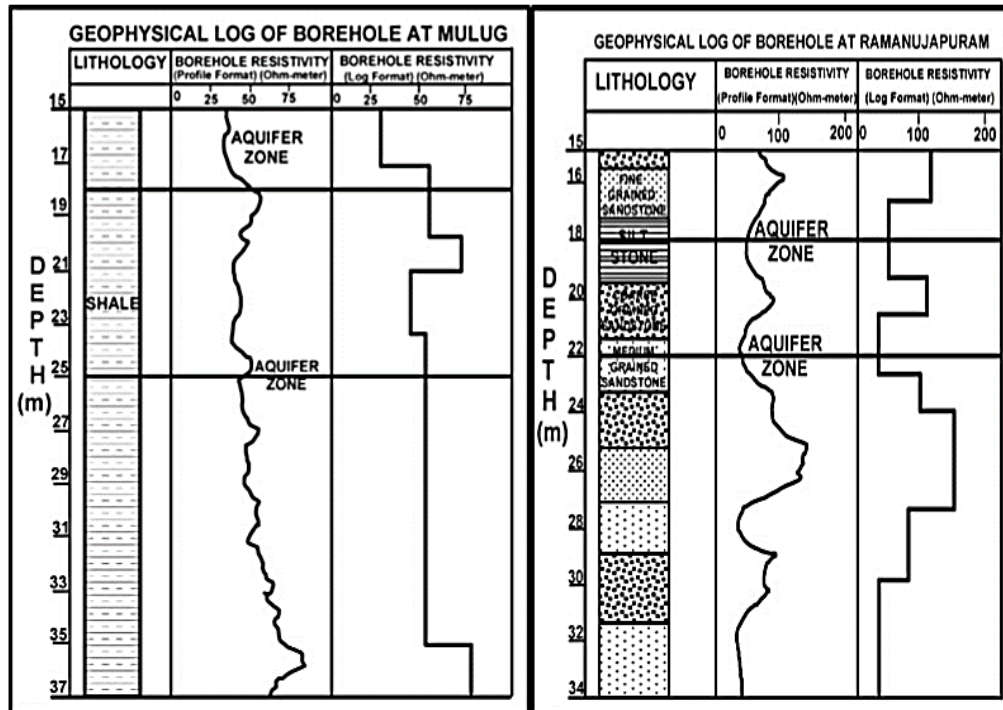 GEOPHYSICAL LOG OF BOREHOLE AT MULUG
LITHOLOGY
BOREHOLE RESISTIVITY
(Profile Format) (Ohm-meter)
0 25 50 75
BOREHOLE RESISTIVITY
(Log Format) (Ohm-meter)
0 25 50 75
DEPTH
(m)
15
17
19
21
23
25
27
29
31
33
35
37
SHALE
AQUIFER
ZONE
AQUIFER
ZONE
GEOPHYSICAL LOG OF BOREHOLE AT RAMANUJAPURAM
LITHOLOGY
BOREHOLE RESISTIVITY
(Profile Format)(Ohm-meter)
0 100 200
BOREHOLE RESISTIVITY
(Log Format) (Ohm-meter)
0 100 200
DEPTH
(m)
15
16
18
20
22
24
26
28
30
32
34
FINE
GRAINED
SANDSTONE
SILT
STONE
GRAINED
SANDSTONE
MEDIUM
GRAINED
SANDSTONE
AQUIFER
ZONE
AQUIFER
ZONE